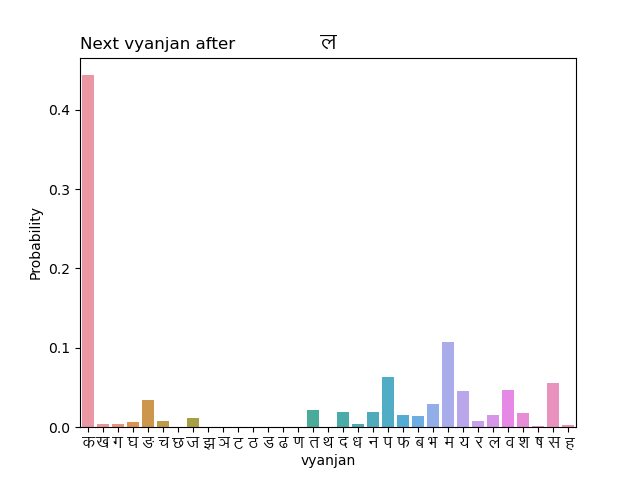 Next vyanjan after ल
0.4
0.3
0.2
0.1
0.0
Probability
क ख ग घ ङ च छ ज झ ञ ट ठ ड ढ ण त थ द ध न प फ ब भ म य र ल व श ष स ह
vyanjan